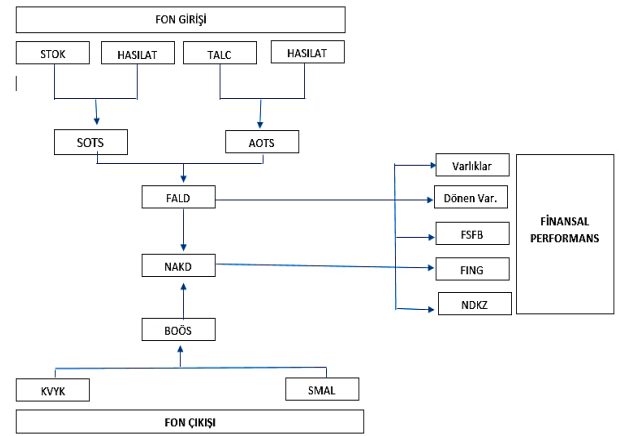 FON GİRİŞİ
STOK
HASILAT
TALC
HASILAT
SOTS
AOTS
FALD
NAKD
BOÖS
KVYK
SMAL
FON ÇIKIŞI
Varlıklar
Dönen Var.
FSFB
FING
NDKZ
FİNANSAL
PERFORMANS